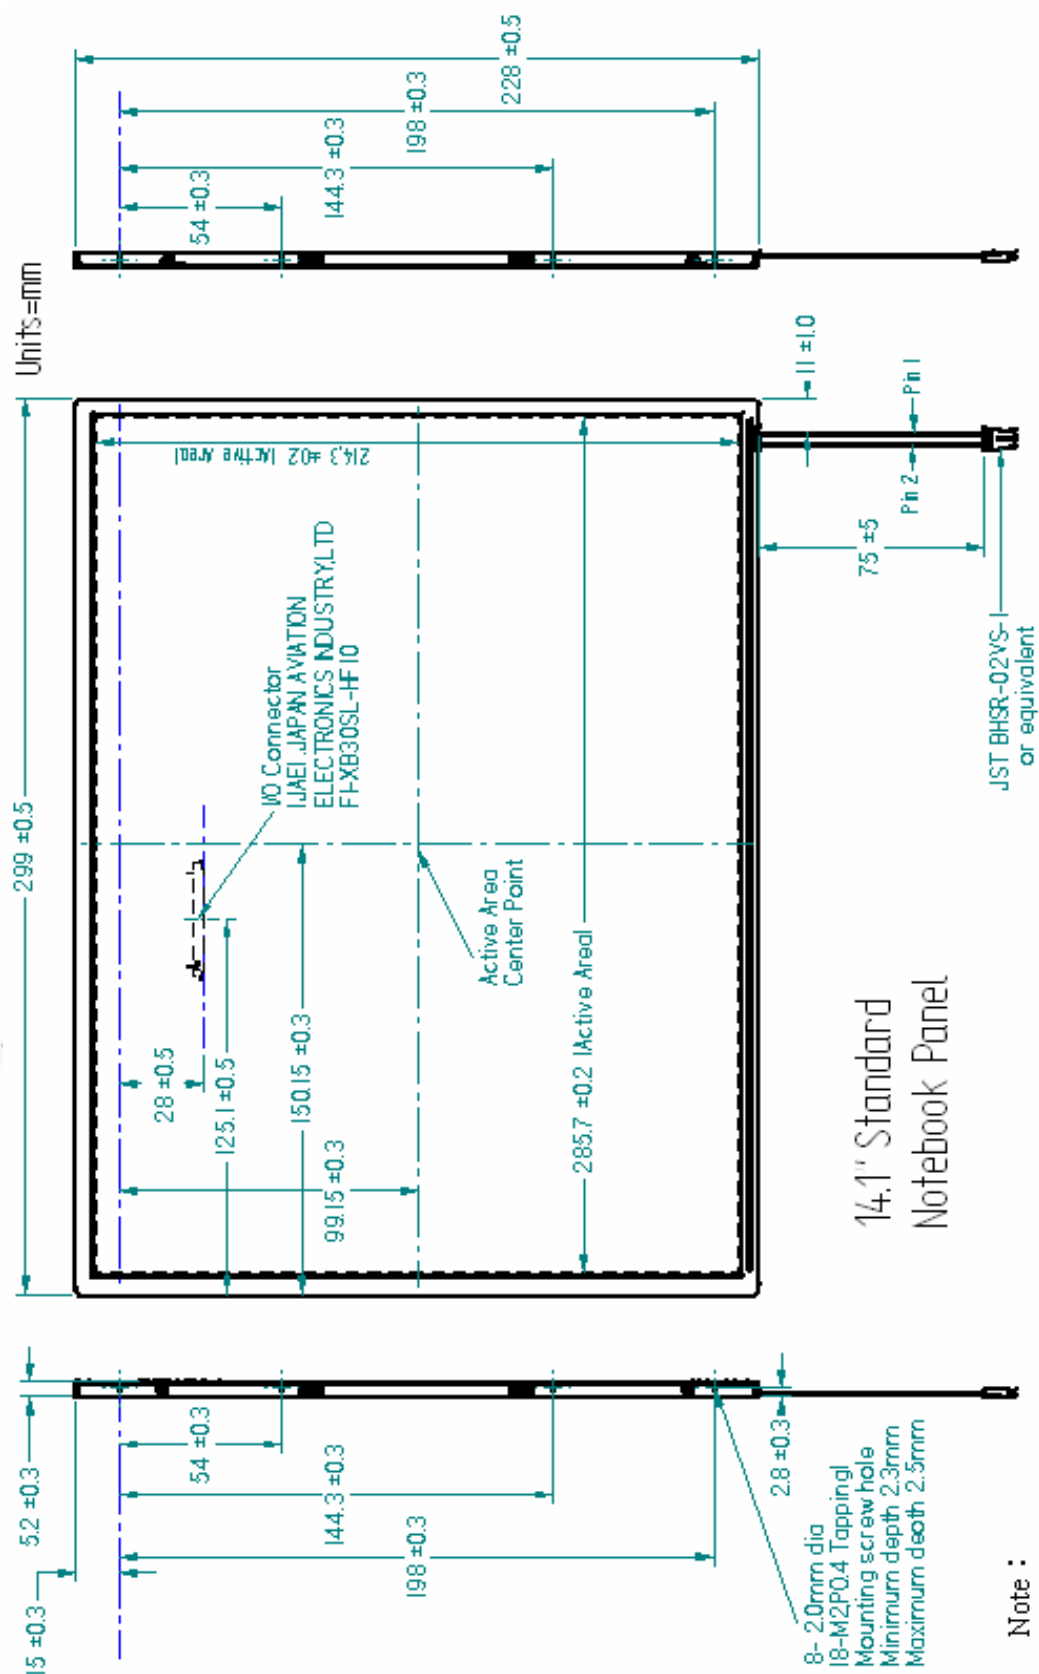 Units=mm
228 ±0.5
198 ±0.3
144.3 ±0.3
54 ±0.3
299 ±0.5
11 ±1.0
214.3 ±0.2 (Active Area)
I/O Connector
(JAE) JAPAN AVIATION
ELECTRONICS INDUSTRY,LTD
FI-XB30SL-HF10
28 ±0.5
125.1 ±0.5
150.15 ±0.3
99.15 ±0.3
Active Area
Center Point
285.7 ±0.2 (Active Area)
Pin 1
Pin 2
75 ±5
JST BHSR-02VS-1
or equivalent
14.1" Standard
Notebook Panel
15 ±0.3
5.2 ±0.3
54 ±0.3
144.3 ±0.3
198 ±0.3
2.8 ±0.3
8- 2.0mm dia
(8-M2P0.4 Tapping)
Mounting screw hole
Minimum depth 2.3mm
Maximum depth 2.5mm
Note :